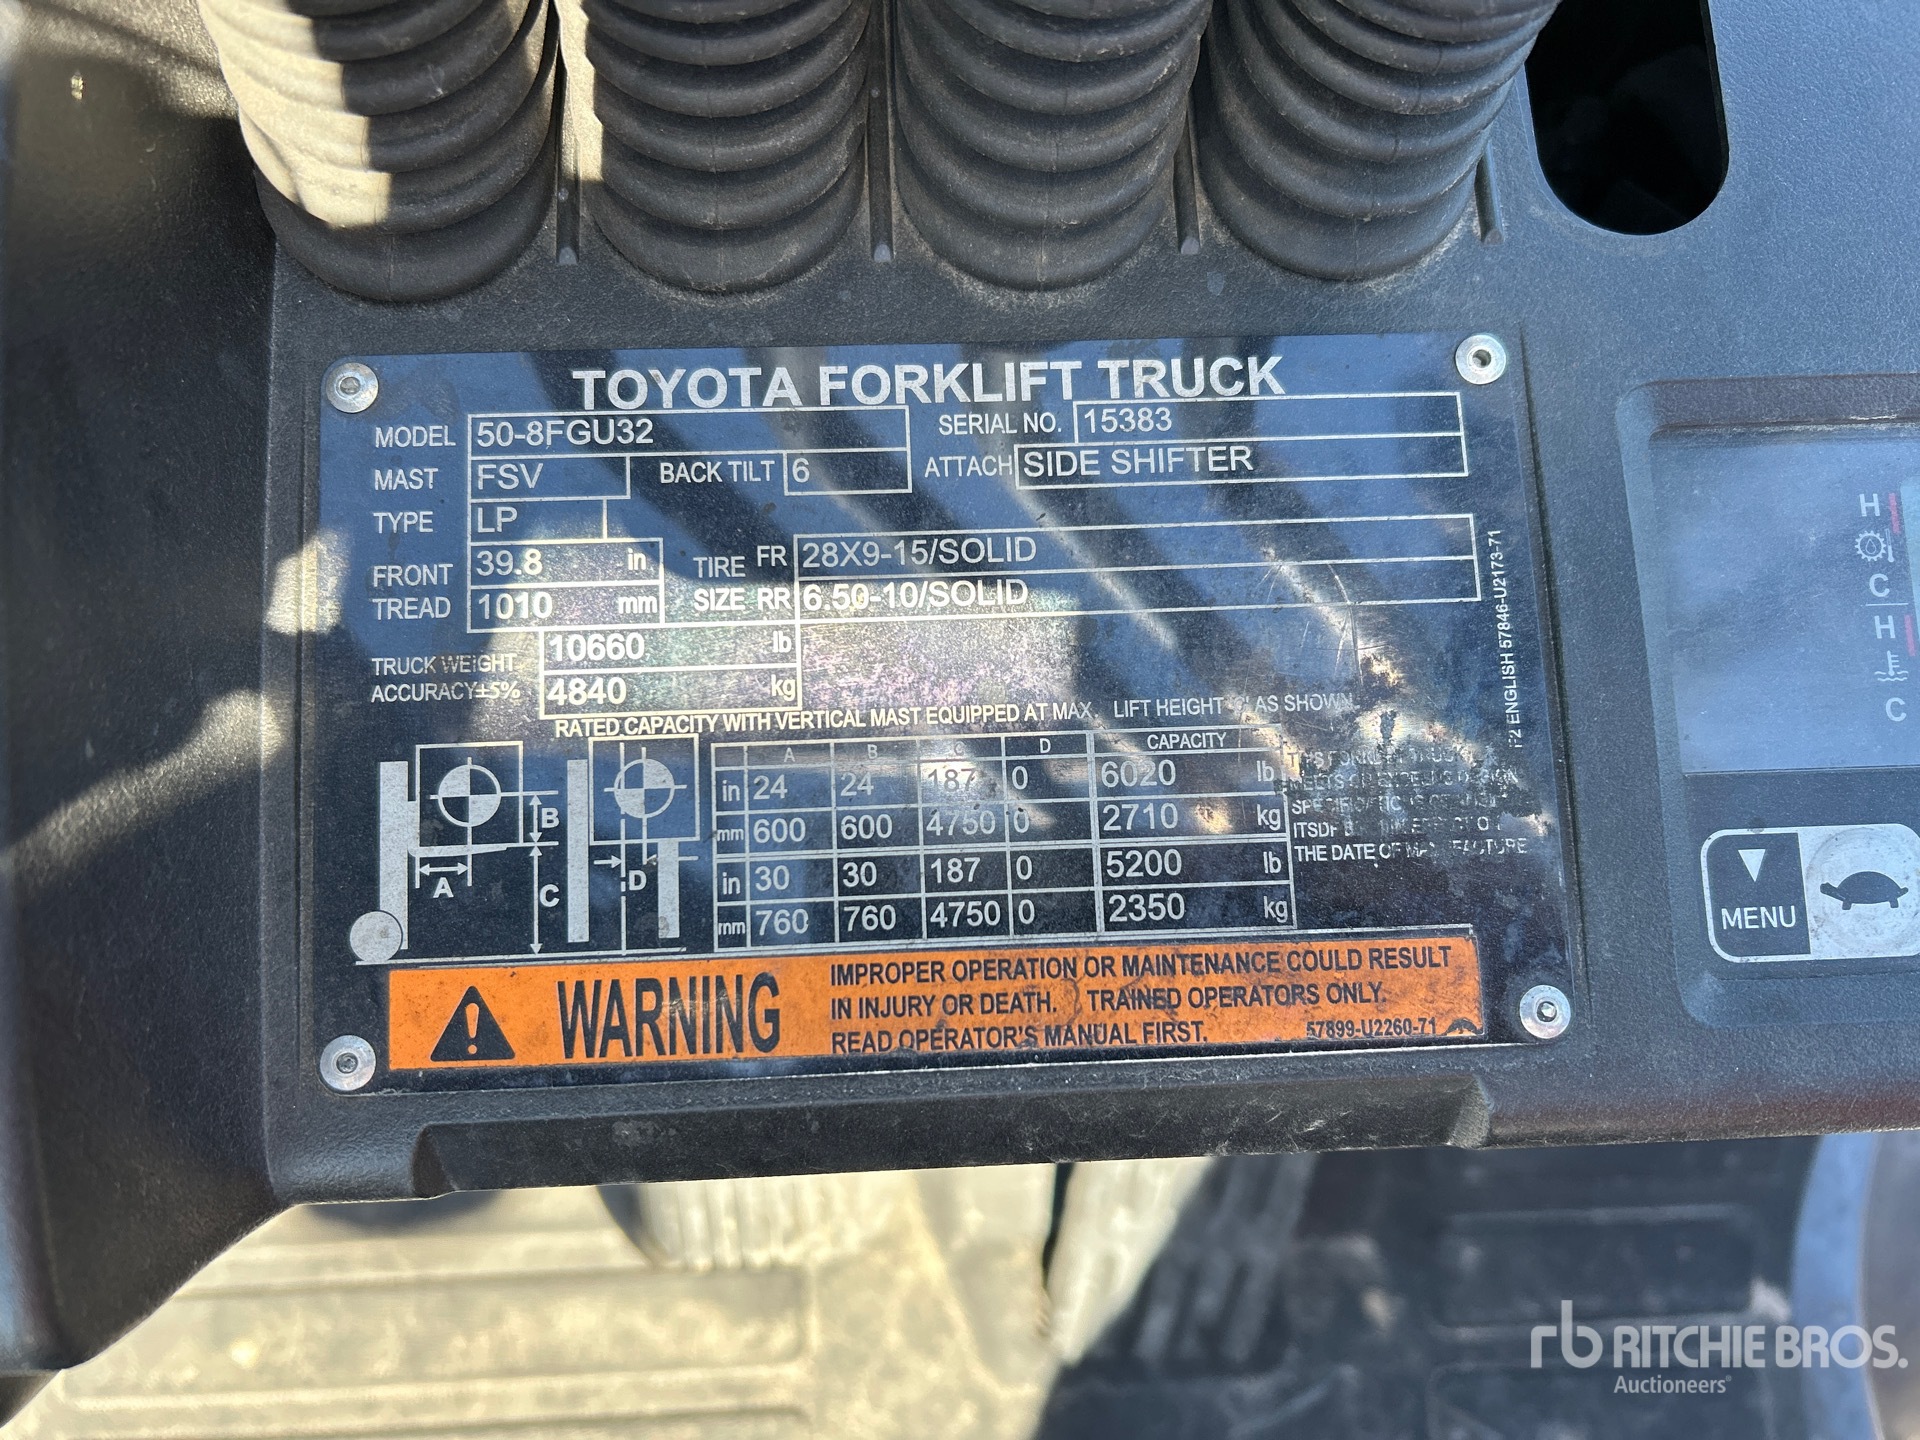 TOYOTA FORKLIFT TRUCK
MODEL 50-8FGU32 SERIAL NO. 15383
MAST FSV BACK TILT 6 ATTACH SIDE SHIFTER
TYPE LP
FRONT TREAD 39.8 in TIRE SIZE FR 28X9-15/SOLID
1010 mm RR 6.50-10/SOLID
TRUCK WEIGHT 10660 lb
ACCURACY±5% 4840 kg
RATED CAPACITY WITH VERTICAL MAST EQUIPPED AT MAX. LIFT HEIGHT AS SHOWN.
A B C D CAPACITY
in 24 24 187 0 6020 lb
mm 600 600 4750 0 2710 kg
in 30 30 187 0 5200 lb
mm 760 760 4750 0 2350 kg
A B C D
THE DATE OF
F2 ENGLISH 57846-U2173-71
WARNING
IMPROPER OPERATION OR MAINTENANCE COULD RESULT
IN INJURY OR DEATH. TRAINED OPERATORS ONLY.
READ OPERATOR'S MANUAL FIRST. 57899-U2260-71
H
C
H
C
MENU
rb RITCHIE BROS.
Auctioneers